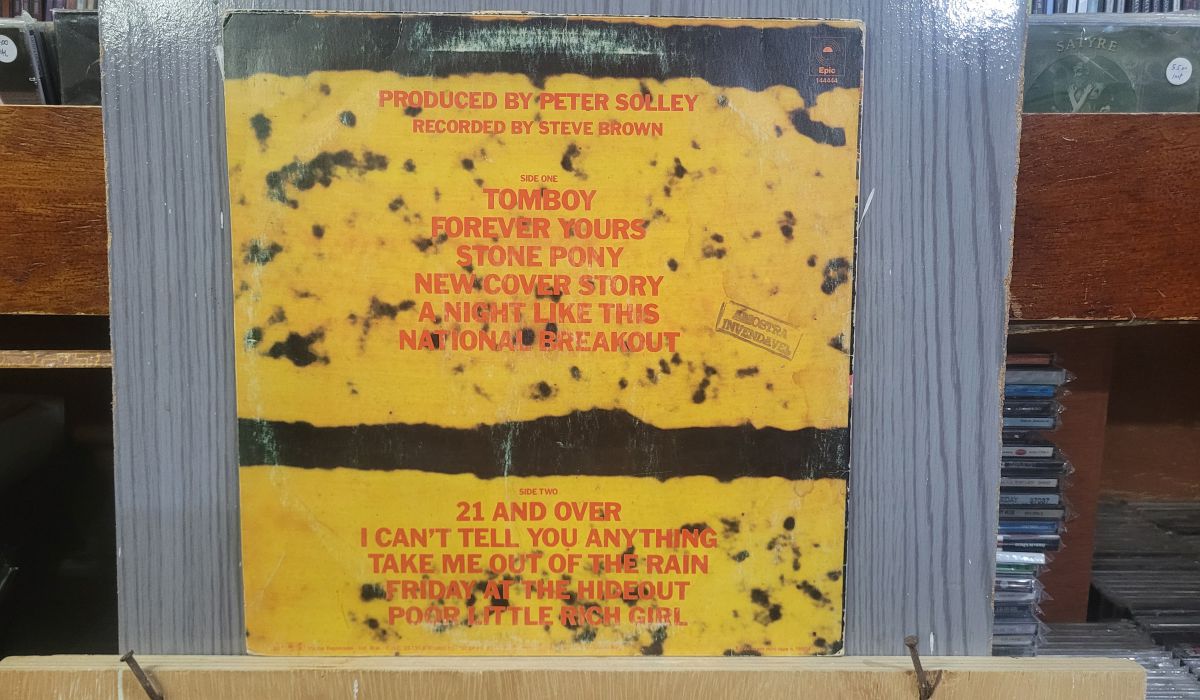 SATYRE
Epic
144444
PRODUCED BY PETER SOLLEY
RECORDED BY STEVE BROWN
SIDE ONE
TOMBOY
FOREVER YOURS
STONE PONY
NEW COVER STORY
A NIGHT LIKE THIS
NATIONAL BREAKOUT
AMOSTRA
INVENDÁVEL
SIDE TWO
21 AND OVER
I CAN'T TELL YOU ANYTHING
TAKE ME OUT OF THE RAIN
FRIDAY AT THE HIDEOUT
POOR LITTLE RICH GIRL